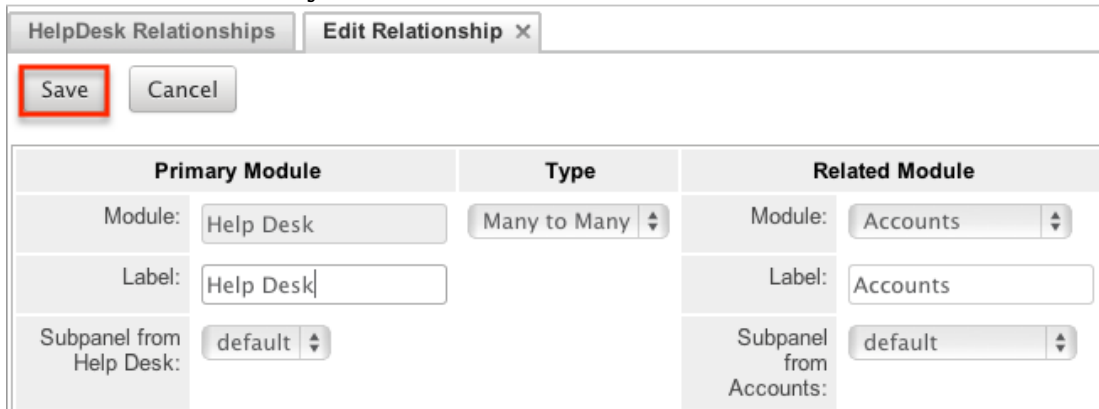 HelpDesk Relationships Edit Relationship ×
Save Cancel
Primary Module Type Related Module
Module: Help Desk Many to Many Module: Accounts
Label: Help Desk Label: Accounts
Subpanel from default Subpanel default
Help Desk: from
Accounts: